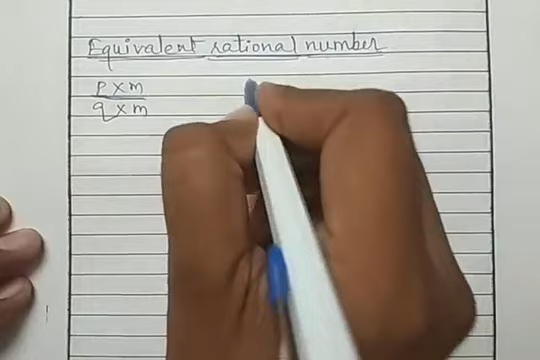 Equivalent rational number
p x m
q x m